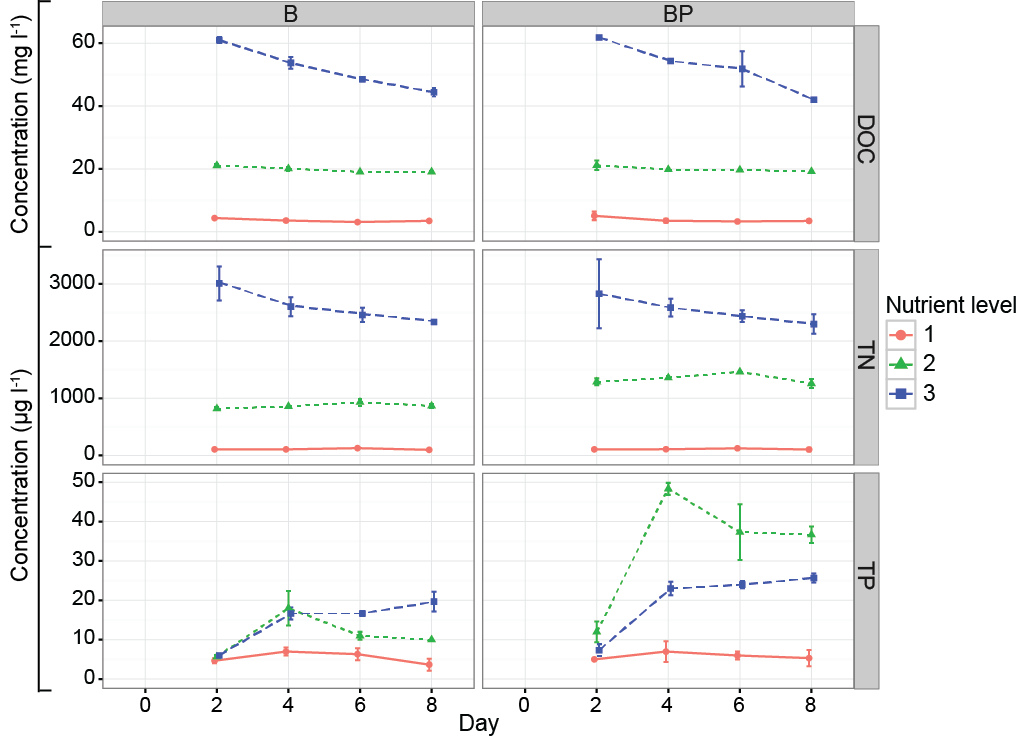 B BP
Concentration (mg l⁻¹)
60
40
20
0
DOC
Concentration (µg l⁻¹)
3000
2000
1000
0
TN
Nutrient level
1
2
3
50
40
30
20
10
0
TP
0 2 4 6 8 0 2 4 6 8
Day